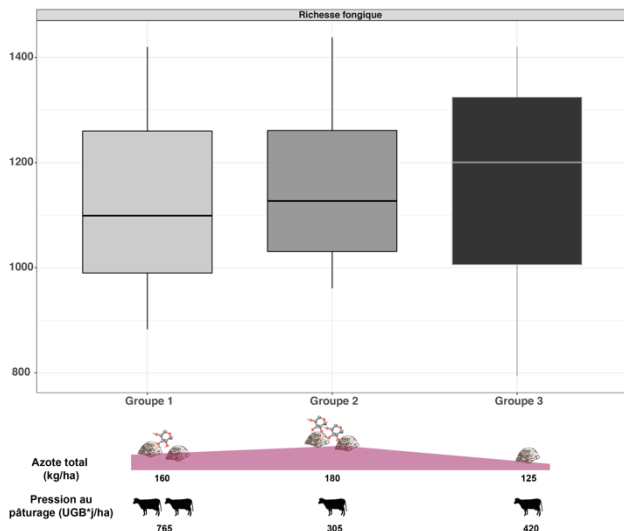 Richesse fongique
1400
1200
1000
800
Groupe 1 Groupe 2 Groupe 3
Azote total
(kg/ha)
160 180 125
Pression au
pâturage (UGB*j/ha)
765 305 420